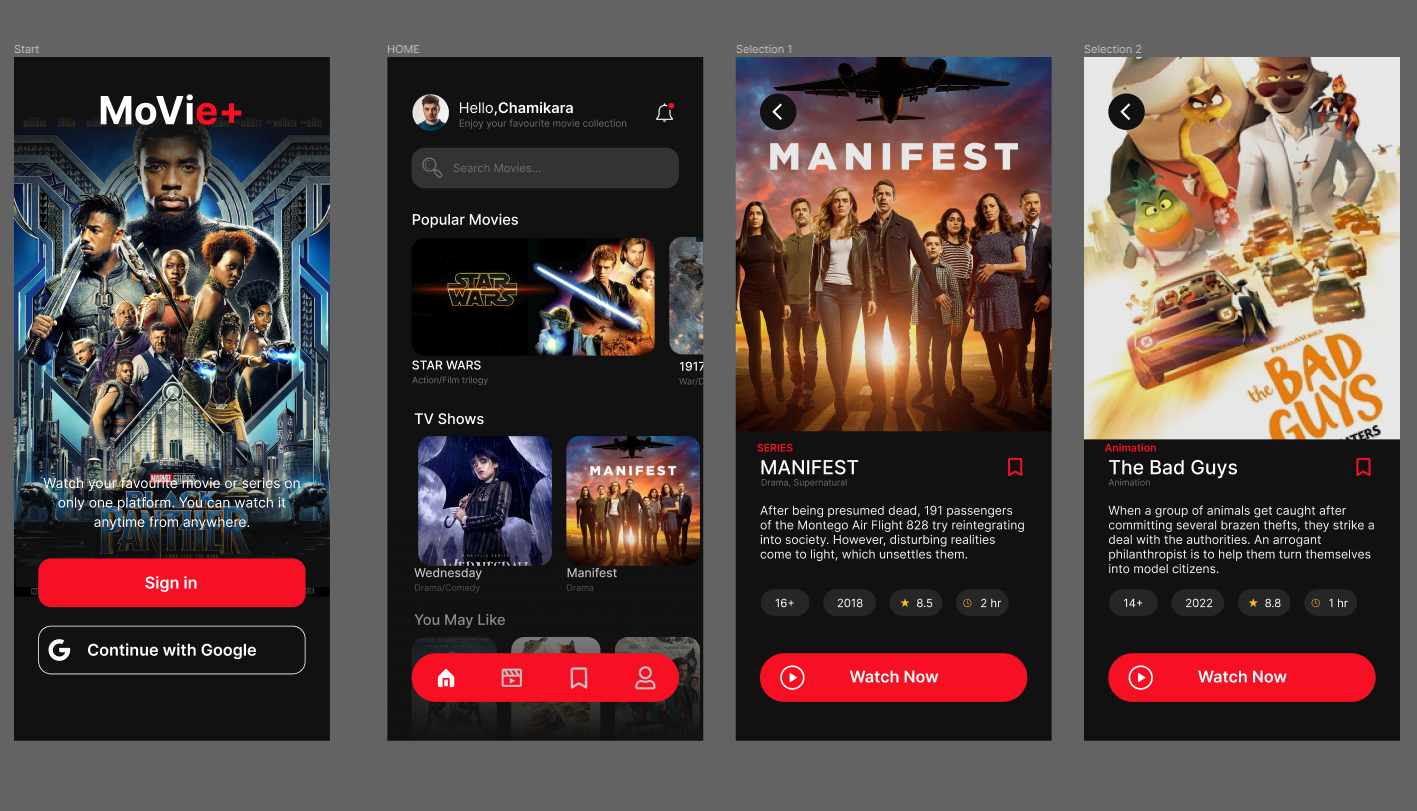 Start
MoVie+
MARVEL STUDIOS
Watch your favourite movie or series on
only one platform. You can watch it
anytime from anywhere.
BLACK
PANTHER
Sign in
Continue with Google
HOME
Hello,Chamikara
Enjoy your favourite movie collection
Search Movies...
Popular Movies
STAR
WARS
STAR WARS
Action/Film trilogy
1917
War/D
TV Shows
WEDNESDAY
MANIFEST
Wednesday
Drama/Comedy
Manifest
Drama
You May Like
Selection 1
MANIFEST
SERIES
MANIFEST
Drama, Supernatural
After being presumed dead, 191 passengers
of the Montego Air Flight 828 try reintegrating
into society. However, disturbing realities
come to light, which unsettles them.
16+
2018
8.5
2 hr
Watch Now
Selection 2
DREAMWORKS
the BAD
GUYS
Animation
The Bad Guys
Animation
When a group of animals get caught after
committing several brazen thefts, they strike a
deal with the authorities. An arrogant
philanthropist is to help them turn themselves
into model citizens.
14+
2022
8.8
1 hr
Watch Now